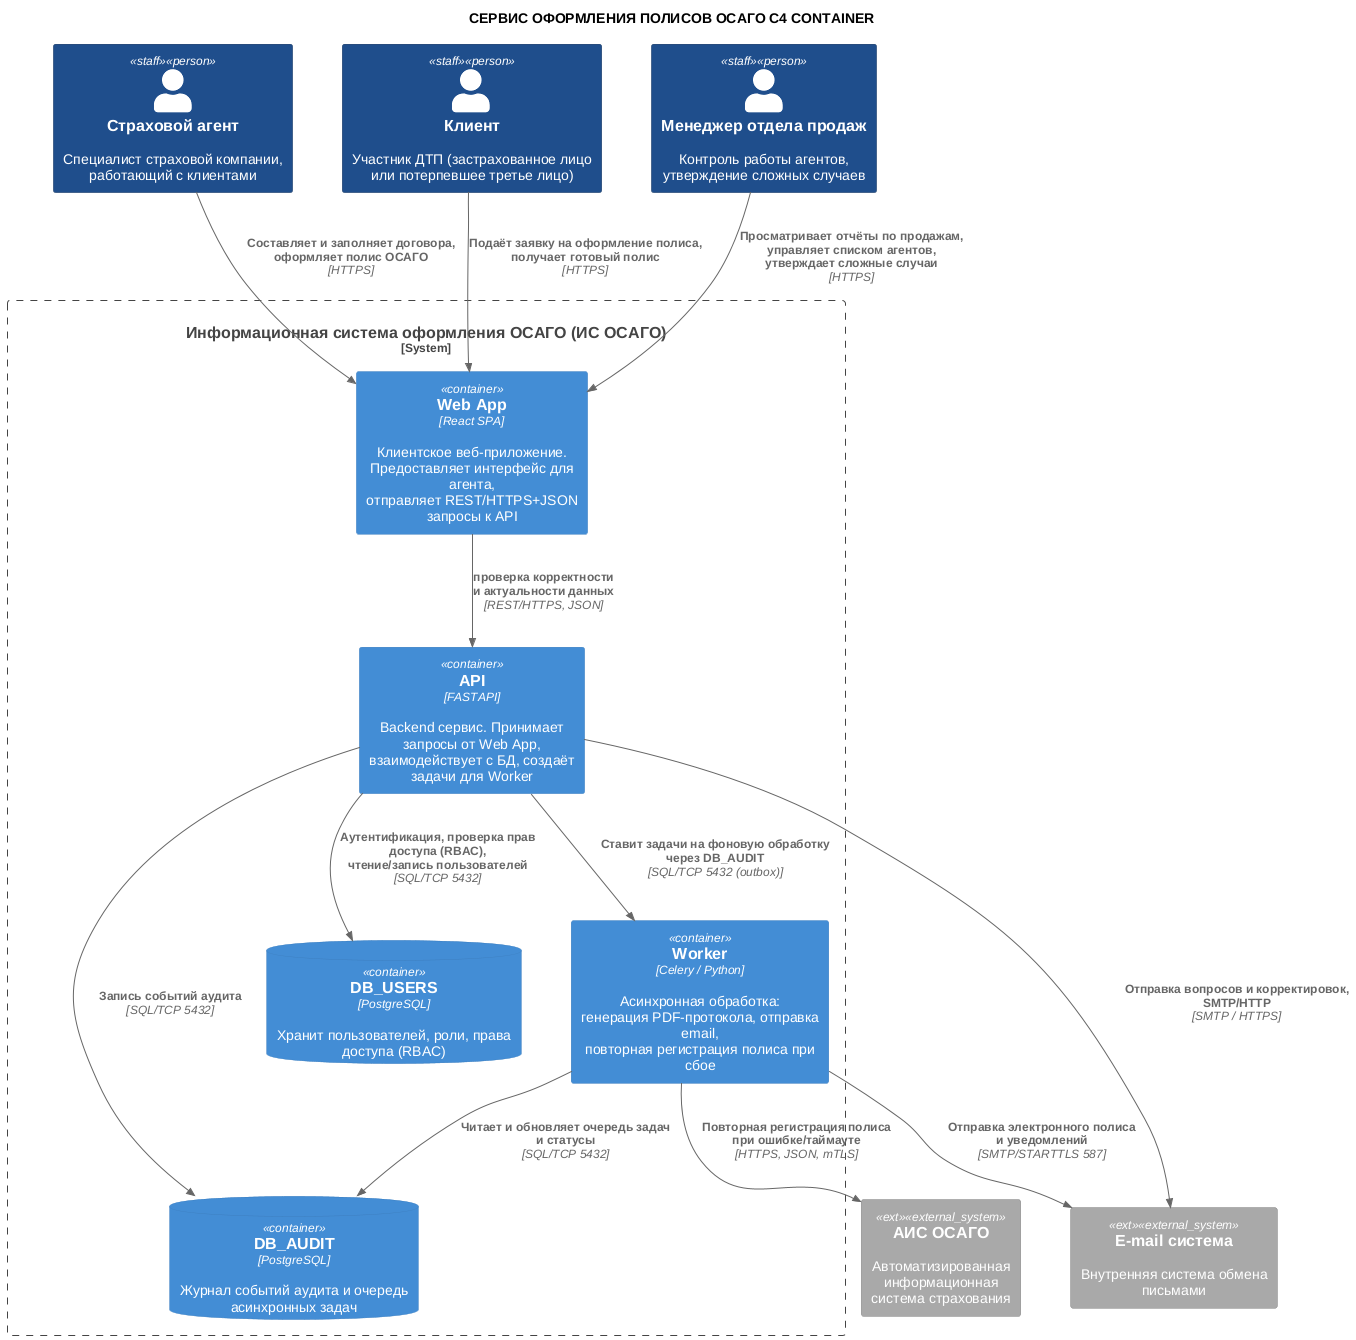 СЕРВИС ОФОРМЛЕНИЯ ПОЛИСОВ ОСАГО C4 CONTAINER
«staff»«person»
Страховой агент
Специалист страховой компании,
работающий с клиентами
«staff»«person»
Клиент
Участник ДТП (застрахованное лицо
или потерпевшее третье лицо)
«staff»«person»
Менеджер отдела продаж
Контроль работы агентов,
утверждение сложных случаев
Составляет и заполняет договора,
оформляет полис ОСАГО
[HTTPS]
Подаёт заявку на оформление полиса,
получает готовый полис
[HTTPS]
Просматривает отчёты по продажам,
управляет списком агентов,
утверждает сложные случаи
[HTTPS]
Информационная система оформления ОСАГО (ИС ОСАГО)
[System]
«container»
Web App
[React SPA]
Клиентское веб-приложение.
Предоставляет интерфейс для
агента,
отправляет REST/HTTPS+JSON
запросы к API
проверка корректности
и актуальности данных
[REST/HTTPS, JSON]
«container»
API
[FASTAPI]
Backend сервис. Принимает
запросы от Web App,
взаимодействует с БД, создаёт
задачи для Worker
Аутентификация, проверка прав
доступа (RBAC),
чтение/запись пользователей
[SQL/TCP 5432]
Ставит задачи на фоновую обработку
через DB_AUDIT
[SQL/TCP 5432 (outbox)]
«container»
DB_USERS
[PostgreSQL]
Хранит пользователей, роли, права
доступа (RBAC)
«container»
Worker
[Celery / Python]
Асинхронная обработка:
генерация PDF-протокола, отправка
email,
повторная регистрация полиса при
сбое
Запись событий аудита
[SQL/TCP 5432]
Отправка вопросов и корректировок,
SMTP/HTTP
[SMTP / HTTPS]
Читает и обновляет очередь задач
и статусы
[SQL/TCP 5432]
Повторная регистрация полиса
при ошибке/таймауте
[HTTPS, JSON, mTLS]
Отправка электронного полиса
и уведомлений
[SMTP/STARTTLS 587]
«container»
DB_AUDIT
[PostgreSQL]
Журнал событий аудита и очередь
асинхронных задач
«ext»«external_system»
АИС ОСАГО
Автоматизированная
информационная
система страхования
«ext»«external_system»
E-mail система
Внутренняя система обмена
письмами